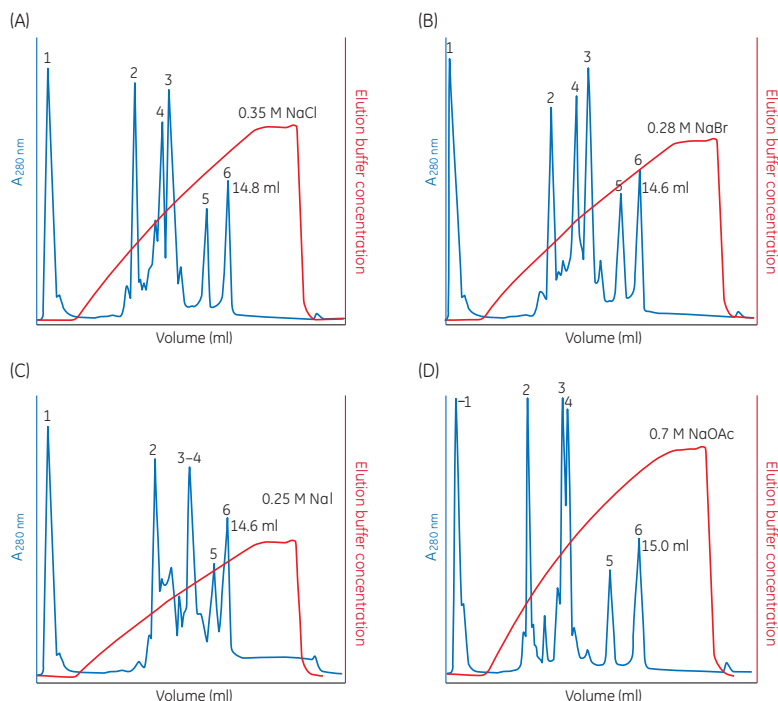 (A)
A280 nm
1
2
3
4
5
6
14.8 ml
0.35 M NaCl
Elution buffer concentration
Volume (ml)
(B)
A280 nm
1
2
3
4
5
6
14.6 ml
0.28 M NaBr
Elution buffer concentration
Volume (ml)
(C)
A280 nm
1
2
3–4
5
6
14.6 ml
0.25 M NaI
Elution buffer concentration
Volume (ml)
(D)
A280 nm
–1
2
3
4
5
6
15.0 ml
0.7 M NaOAc
Elution buffer concentration
Volume (ml)